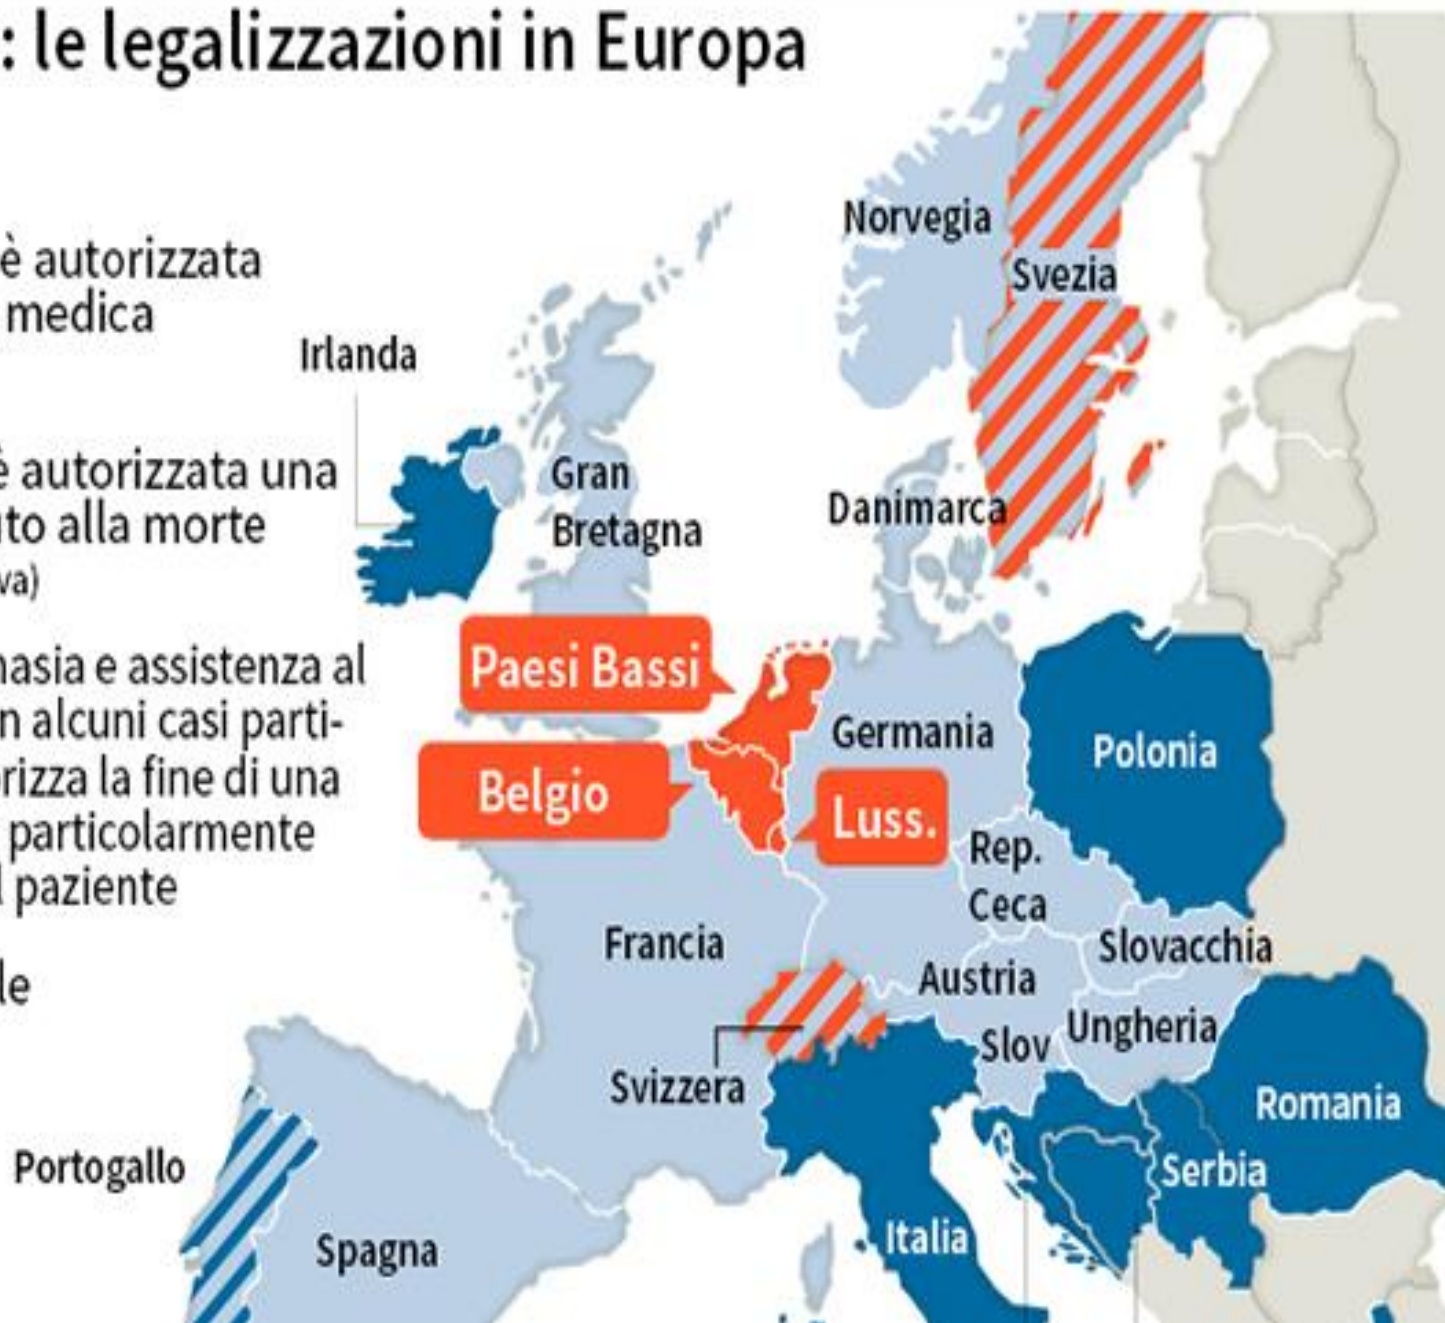 : le legalizzazioni in Europa
è autorizzata
medica
Irlanda
è autorizzata una
to alla morte
va)
nasia e assistenza al
n alcuni casi parti-
rizza la fine di una
particolarmente
l paziente
le
Norvegia
Svezia
Gran
Bretagna
Danimarca
Paesi Bassi
Belgio
Luss.
Germania
Polonia
Rep.
Ceca
Slovacchia
Francia
Austria
Ungheria
Slov
Svizzera
Romania
Portogallo
Serbia
Spagna
Italia